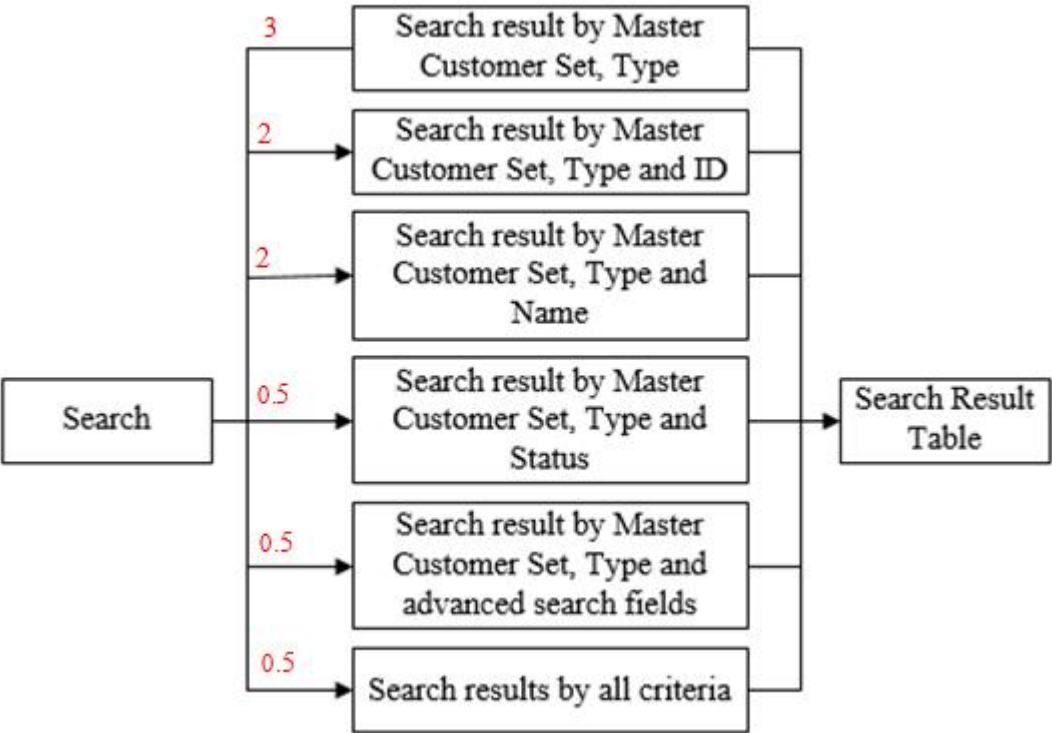 3
Search result by Master
Customer Set, Type
2
Search result by Master
Customer Set, Type and ID
2
Search result by Master
Customer Set, Type and
Name
Search
0.5
Search result by Master
Customer Set, Type and
Status
Search Result
Table
0.5
Search result by Master
Customer Set, Type and
advanced search fields
0.5
Search results by all criteria